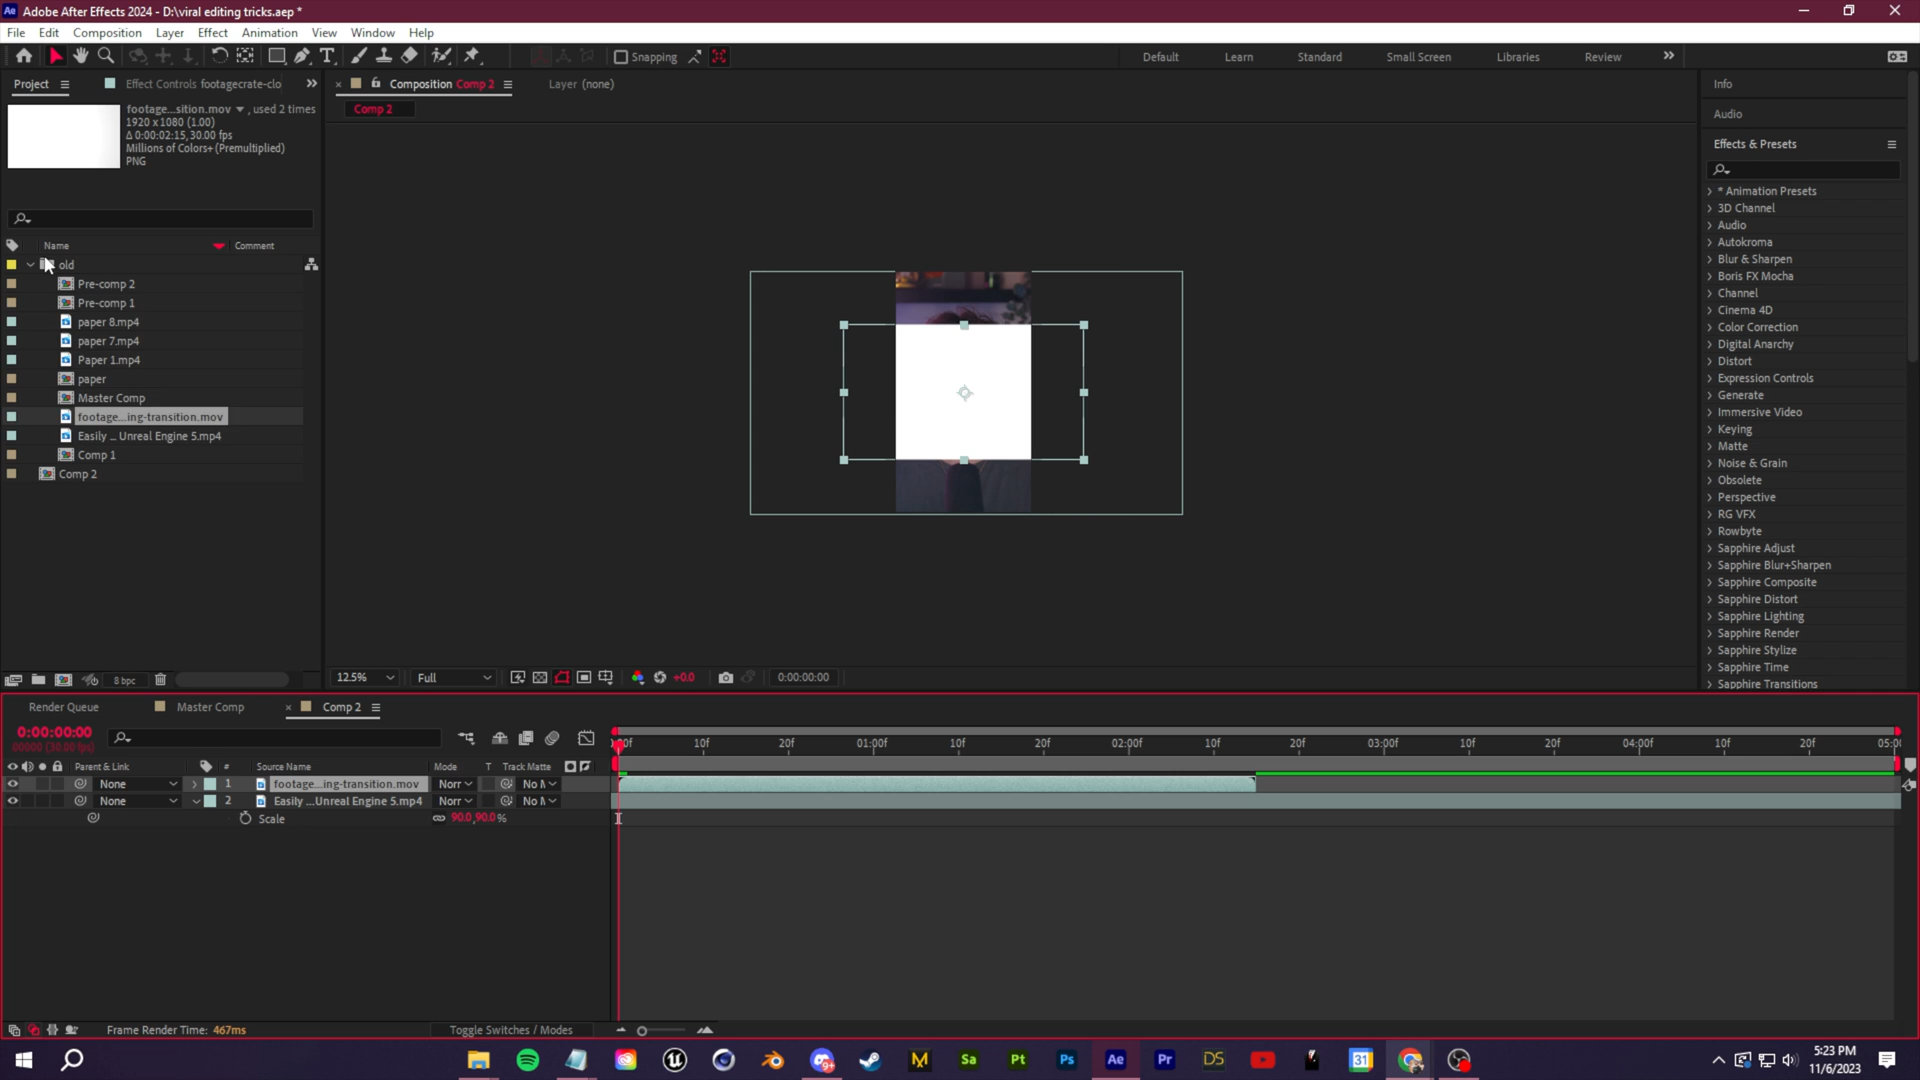 Adobe After Effects 2024 - D:\viral editing tricks.aep *
File Edit Composition Layer Effect Animation View Window Help
Snapping
Default Learn Standard Small Screen Libraries Review
Project Effect Controls footagecrate-clo
Composition Comp 2 Layer (none)
Comp 2
footage...sition.mov , used 2 times
1920 x 1080 (1.00)
Δ 0:00:02:15, 30.00 fps
Millions of Colors+ (Premultiplied)
PNG
Name Comment
old
Pre-comp 2
Pre-comp 1
paper 8.mp4
paper 7.mp4
Paper 1.mp4
paper
Master Comp
footage...ing-transition.mov
Easily ... Unreal Engine 5.mp4
Comp 1
Comp 2
8 bpc
12.5% Full +0.0 0:00:00:00
Info
Audio
Effects & Presets
* Animation Presets
3D Channel
Audio
Autokroma
Blur & Sharpen
Boris FX Mocha
Channel
Cinema 4D
Color Correction
Digital Anarchy
Distort
Expression Controls
Generate
Immersive Video
Keying
Matte
Noise & Grain
Obsolete
Perspective
RG VFX
Rowbyte
Sapphire Adjust
Sapphire Blur+Sharpen
Sapphire Composite
Sapphire Distort
Sapphire Lighting
Sapphire Render
Sapphire Stylize
Sapphire Time
Sapphire Transitions
Render Queue Master Comp Comp 2
0:00:00:00
00000 (30.00 fps)
10f 20f 01:00f 10f 20f 02:00f 10f 20f 03:00f 10f 20f 04:00f 10f 20f 05:0
Parent & Link # Source Name Mode T Track Matte
None 1 footage...ing-transition.mov Norr No M
None 2 Easily ...Unreal Engine 5.mp4 Norr No M
Scale 90.0,90.0 %
Frame Render Time: 467ms Toggle Switches / Modes
9+ M Sa Pt Ps Ae Pr DS 31
5:23 PM
11/6/2023